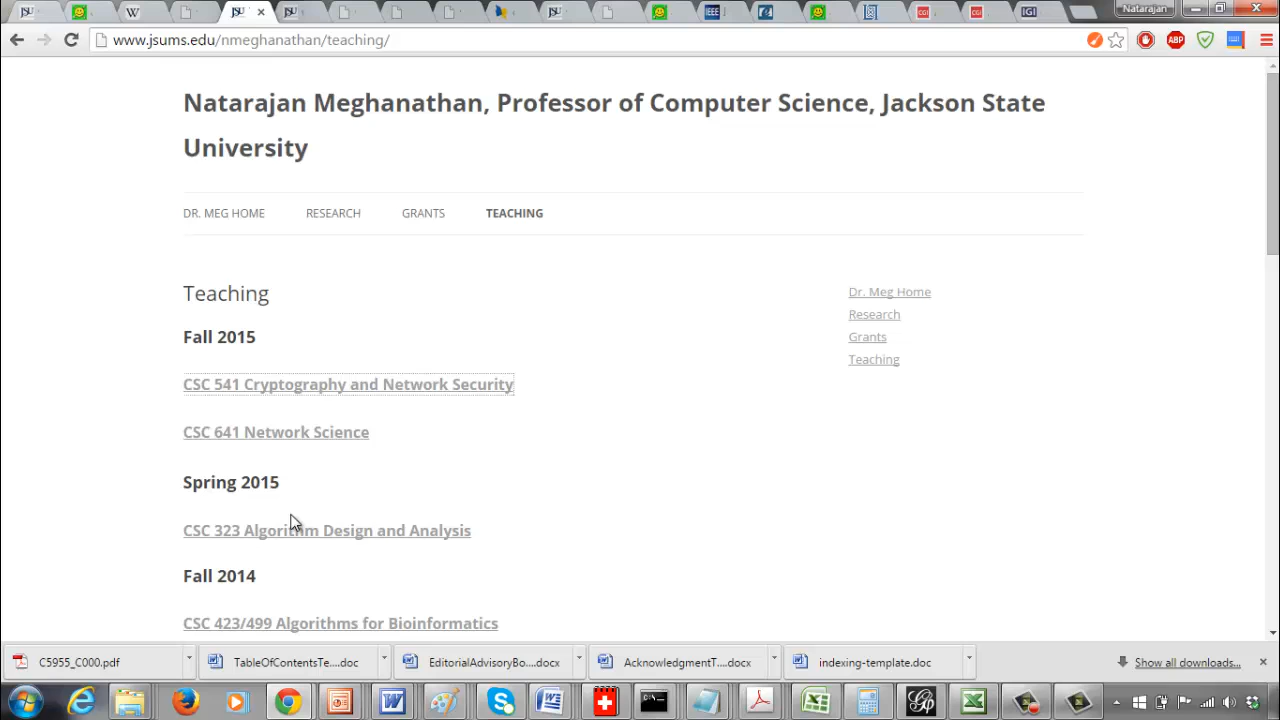 Natarajan
www.jsums.edu/nmeghanathan/teaching/
Natarajan Meghanathan, Professor of Computer Science, Jackson State
University
DR. MEG HOME RESEARCH GRANTS TEACHING
Teaching
Fall 2015
CSC 541 Cryptography and Network Security
CSC 641 Network Science
Spring 2015
CSC 323 Algorithm Design and Analysis
Fall 2014
CSC 423/499 Algorithms for Bioinformatics
Dr. Meg Home
Research
Grants
Teaching
C5955_C000.pdf TableOfContentsTe....doc EditorialAdvisoryBo....docx AcknowledgmentT....docx indexing-template.doc Show all downloads...